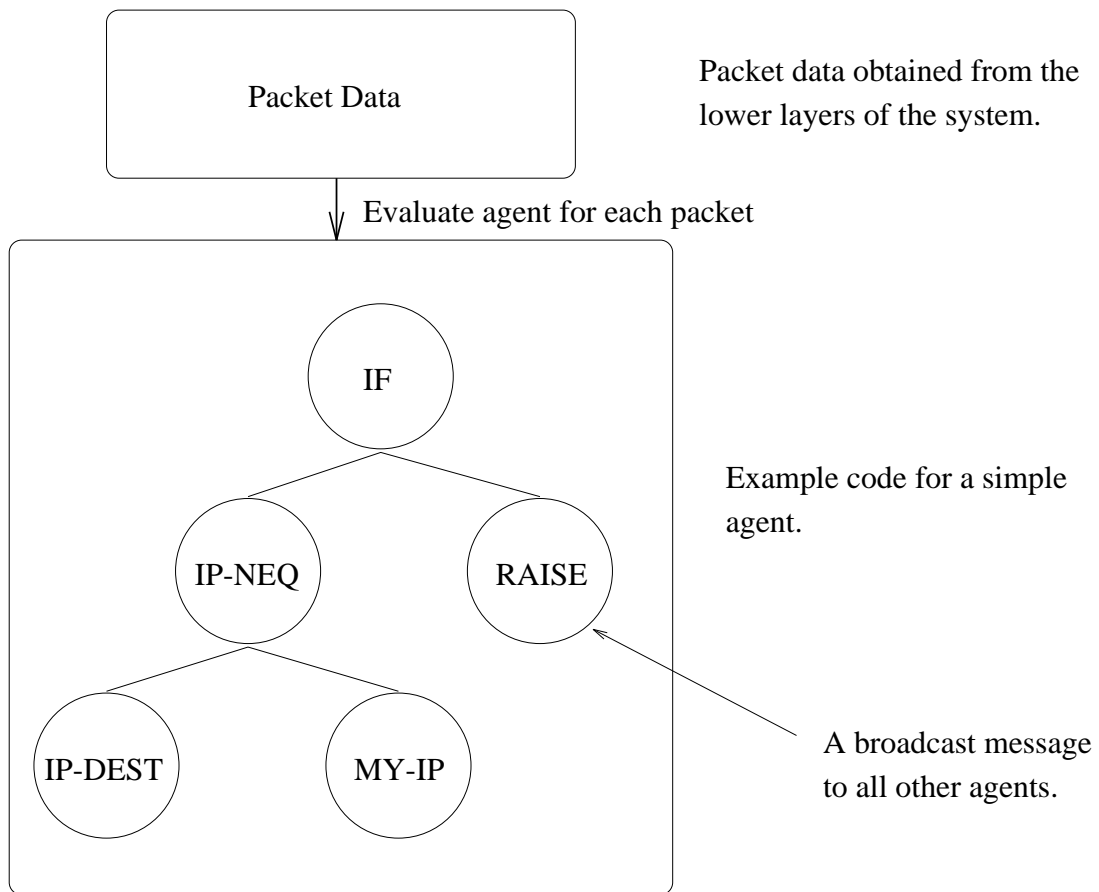 Packet Data
Packet data obtained from the
lower layers of the system.
Evaluate agent for each packet
IF
IP-NEQ
RAISE
Example code for a simple
agent.
IP-DEST
MY-IP
A broadcast message
to all other agents.